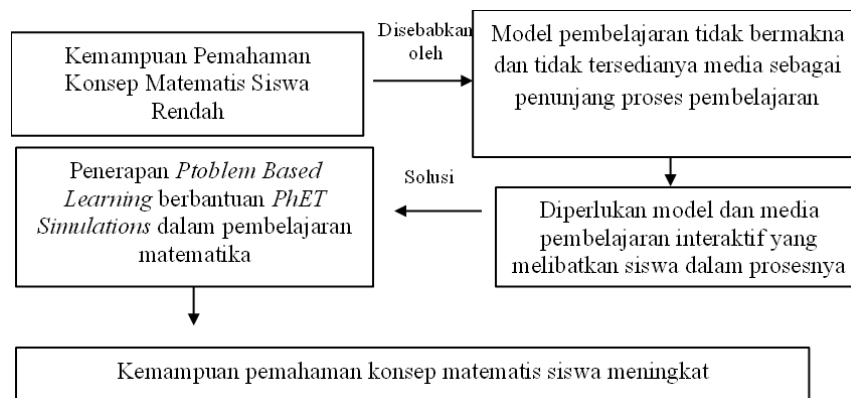 Kemampuan Pemahaman
Konsep Matematis Siswa
Rendah
Disebabkan
oleh
Model pembelajaran tidak bermakna
dan tidak tersedianya media sebagai
penunjang proses pembelajaran
Diperlukan model dan media
pembelajaran interaktif yang
melibatkan siswa dalam prosesnya
Solusi
Penerapan Ptoblem Based
Learning berbantuan PhET
Simulations dalam pembelajaran
matematika
Kemampuan pemahaman konsep matematis siswa meningkat